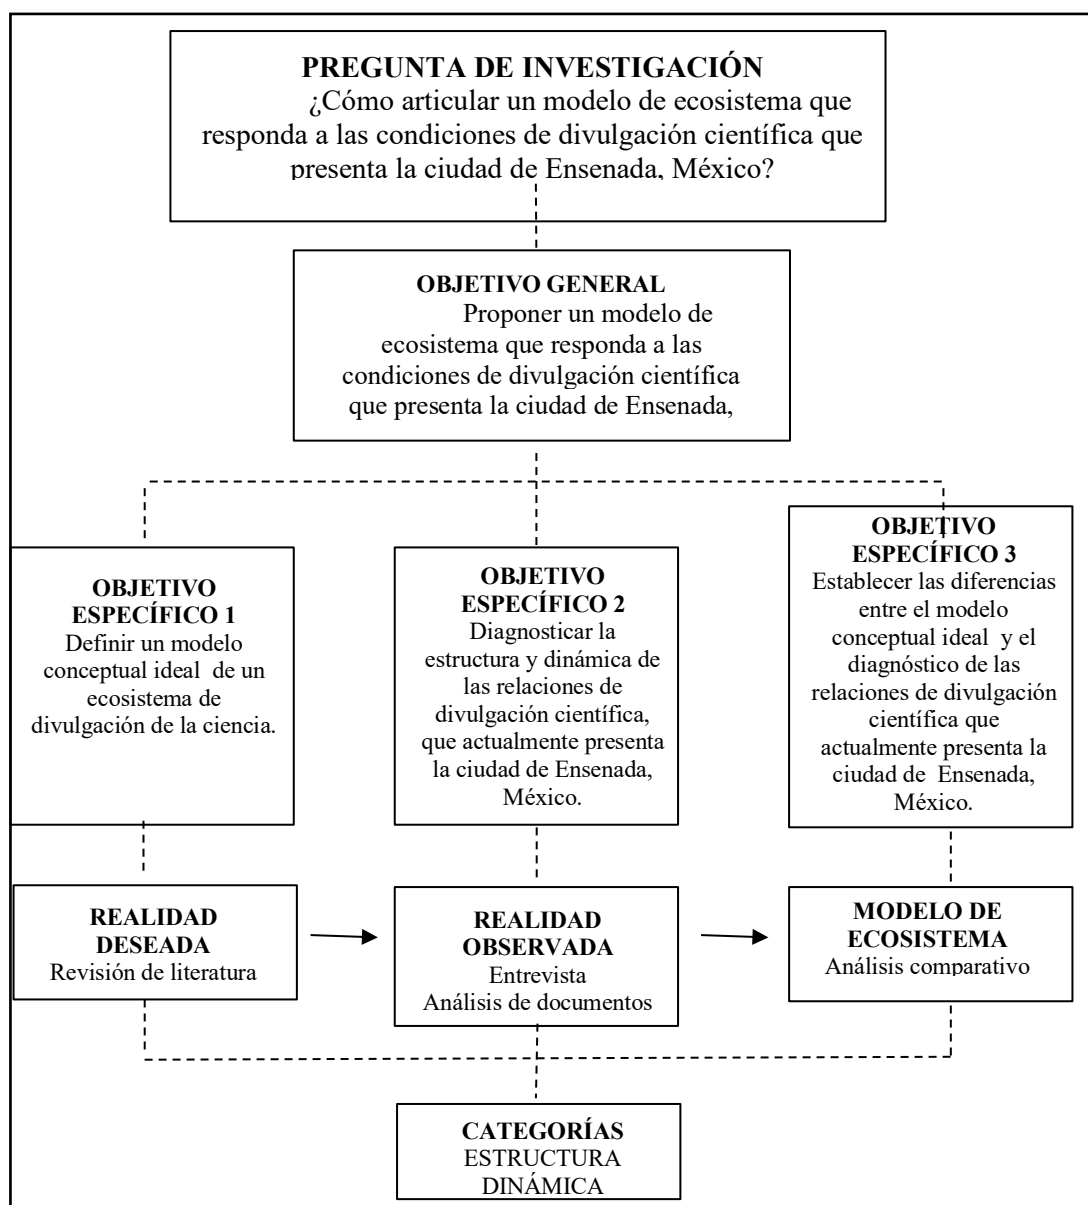 PREGUNTA DE INVESTIGACIÓN
¿Cómo articular un modelo de ecosistema que
responda a las condiciones de divulgación científica que
presenta la ciudad de Ensenada, México?
OBJETIVO GENERAL
Proponer un modelo de
ecosistema que responda a las
condiciones de divulgación científica
que presenta la ciudad de Ensenada,
OBJETIVO
ESPECÍFICO 1
Definir un modelo
conceptual ideal de un
ecosistema de
divulgación de la ciencia.
OBJETIVO
ESPECÍFICO 2
Diagnosticar la
estructura y dinámica de
las relaciones de
divulgación científica,
que actualmente presenta
la ciudad de Ensenada,
México.
OBJETIVO
ESPECÍFICO 3
Establecer las diferencias
entre el modelo
conceptual ideal y el
diagnóstico de las
relaciones de divulgación
científica que
actualmente presenta la
ciudad de Ensenada,
México.
REALIDAD
DESEADA
Revisión de literatura
REALIDAD
OBSERVADA
Entrevista
Análisis de documentos
MODELO DE
ECOSISTEMA
Análisis comparativo
CATEGORÍAS
ESTRUCTURA
DINÁMICA